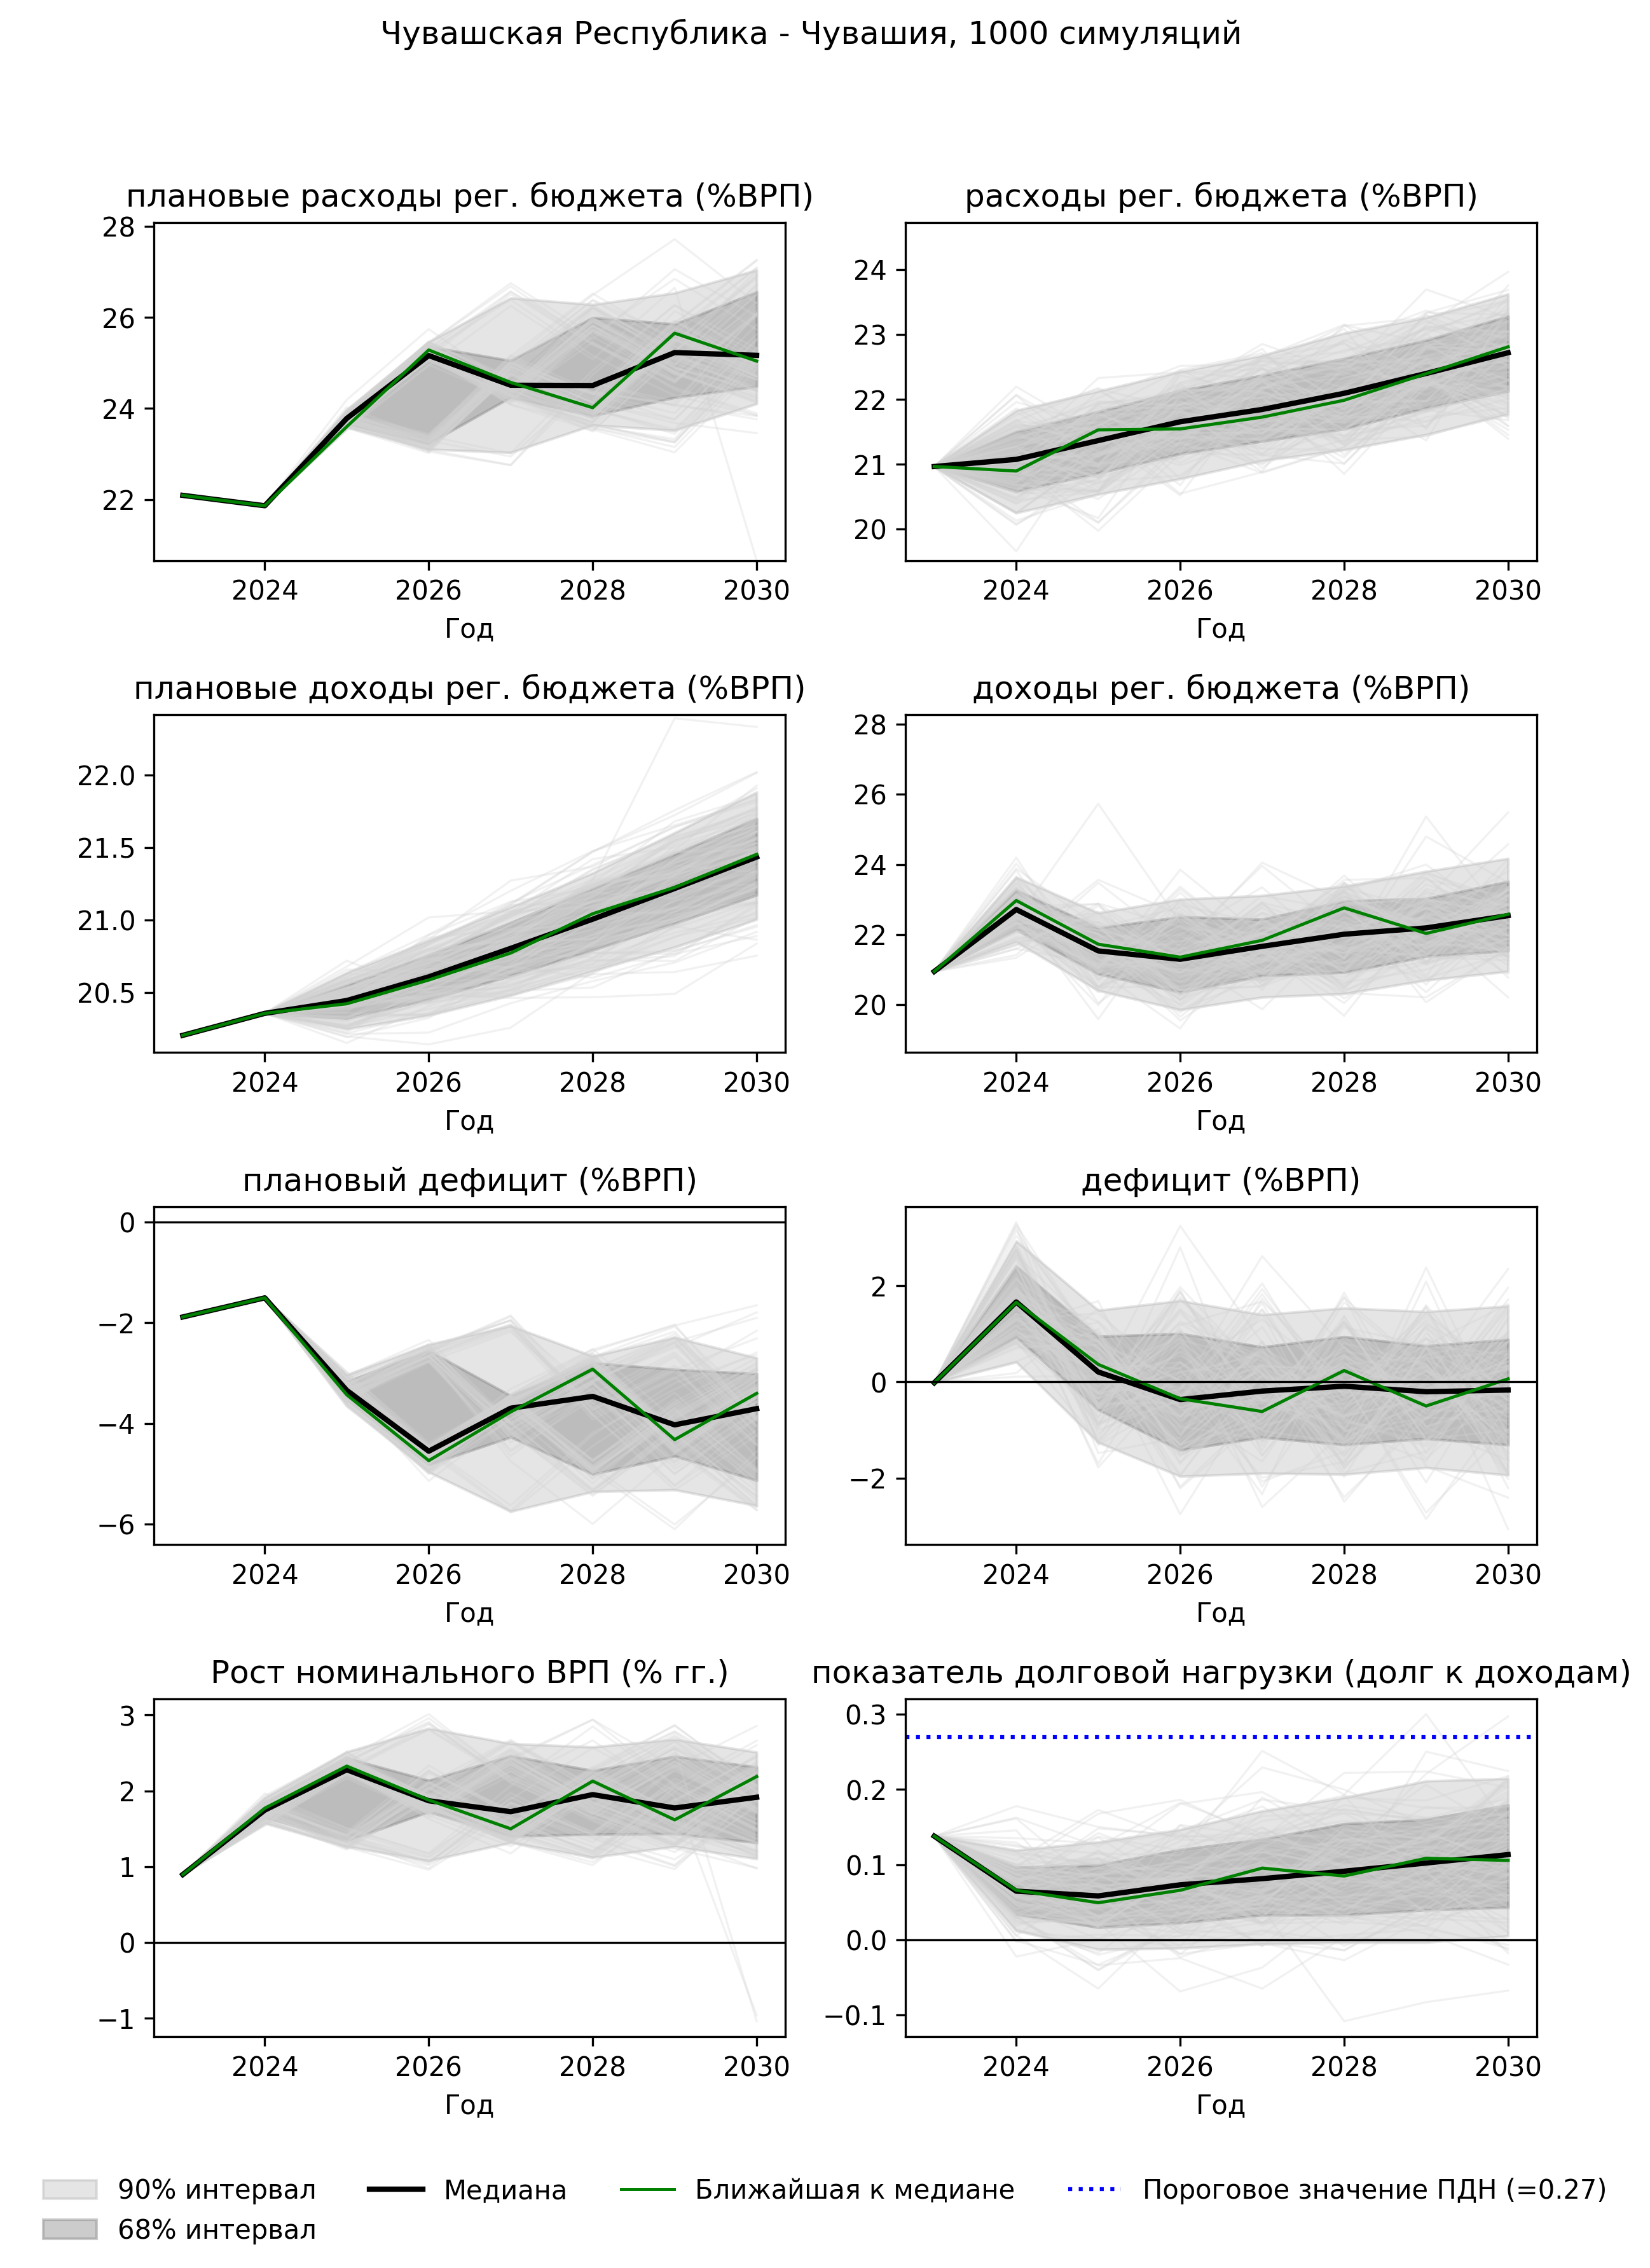 Чувашская Республика - Чувашия, 1000 симуляций
плановые расходы рег. бюджета (%ВРП)
28
26
24
22
2024 2026 2028 2030
Год
расходы рег. бюджета (%ВРП)
24
23
22
21
20
2024 2026 2028 2030
Год
плановые доходы рег. бюджета (%ВРП)
22.0
21.5
21.0
20.5
2024 2026 2028 2030
Год
доходы рег. бюджета (%ВРП)
28
26
24
22
20
2024 2026 2028 2030
Год
плановый дефицит (%ВРП)
0
−2
−4
−6
2024 2026 2028 2030
Год
дефицит (%ВРП)
2
0
−2
2024 2026 2028 2030
Год
Рост номинального ВРП (% гг.)
3
2
1
0
−1
2024 2026 2028 2030
Год
показатель долговой нагрузки (долг к доходам)
0.3
0.2
0.1
0.0
−0.1
2024 2026 2028 2030
Год
90% интервал
68% интервал
Медиана
Ближайшая к медиане
Пороговое значение ПДН (=0.27)